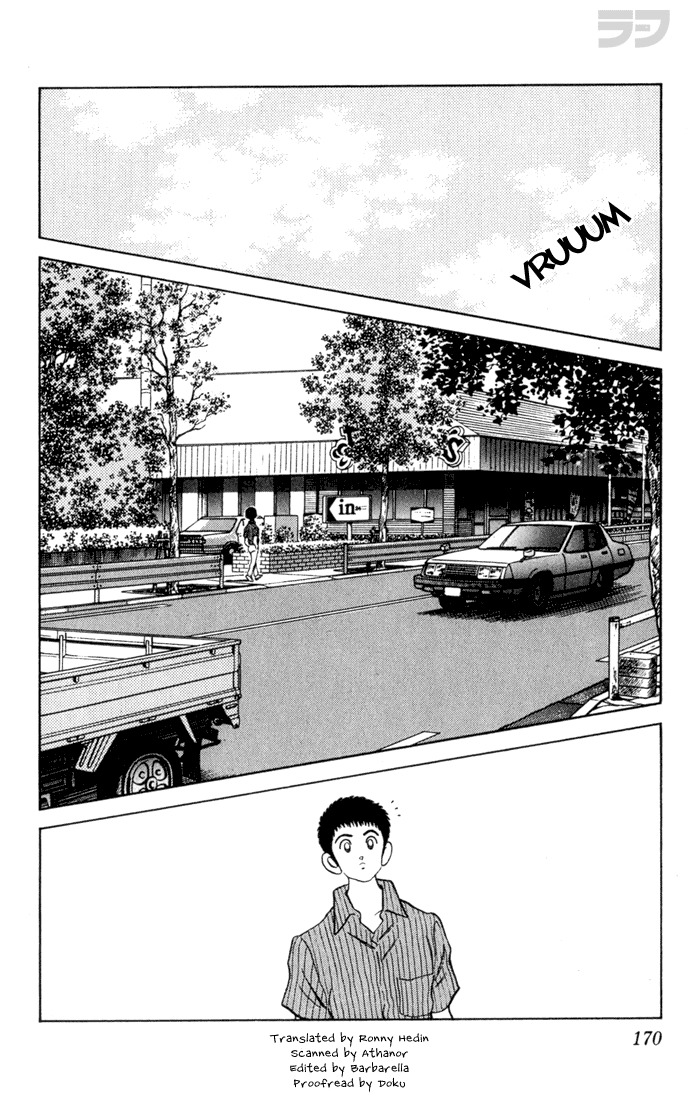 ラフ
VRUUUM
in
170
Translated by Ronny Hedin
Scanned by Athanor
Edited by Barbarella
Proofread by Doku